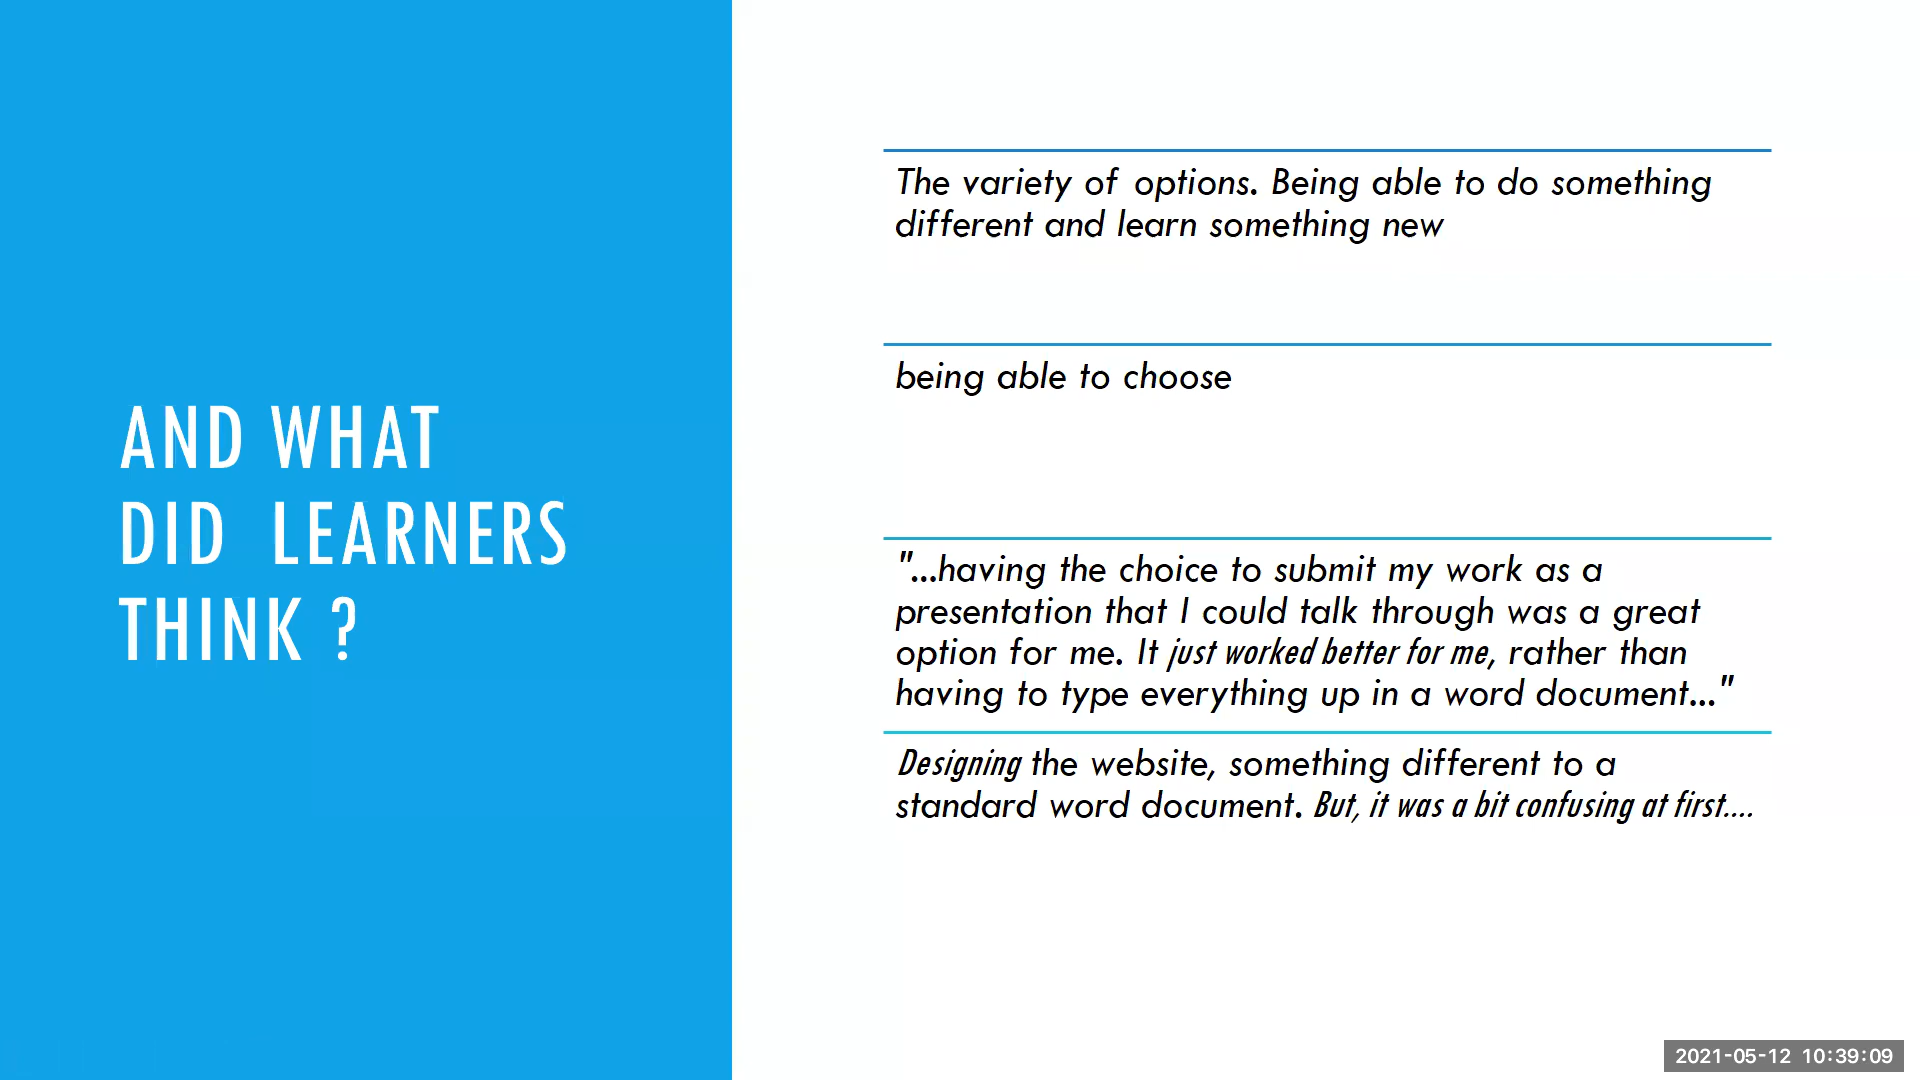 AND WHAT
DID LEARNERS
THINK ?
The variety of options. Being able to do something
different and learn something new
being able to choose
"...having the choice to submit my work as a
presentation that I could talk through was a great
option for me. It just worked better for me, rather than
having to type everything up in a word document..."
Designing the website, something different to a
standard word document. But, it was a bit confusing at first....
2021-05-12 10:39:09